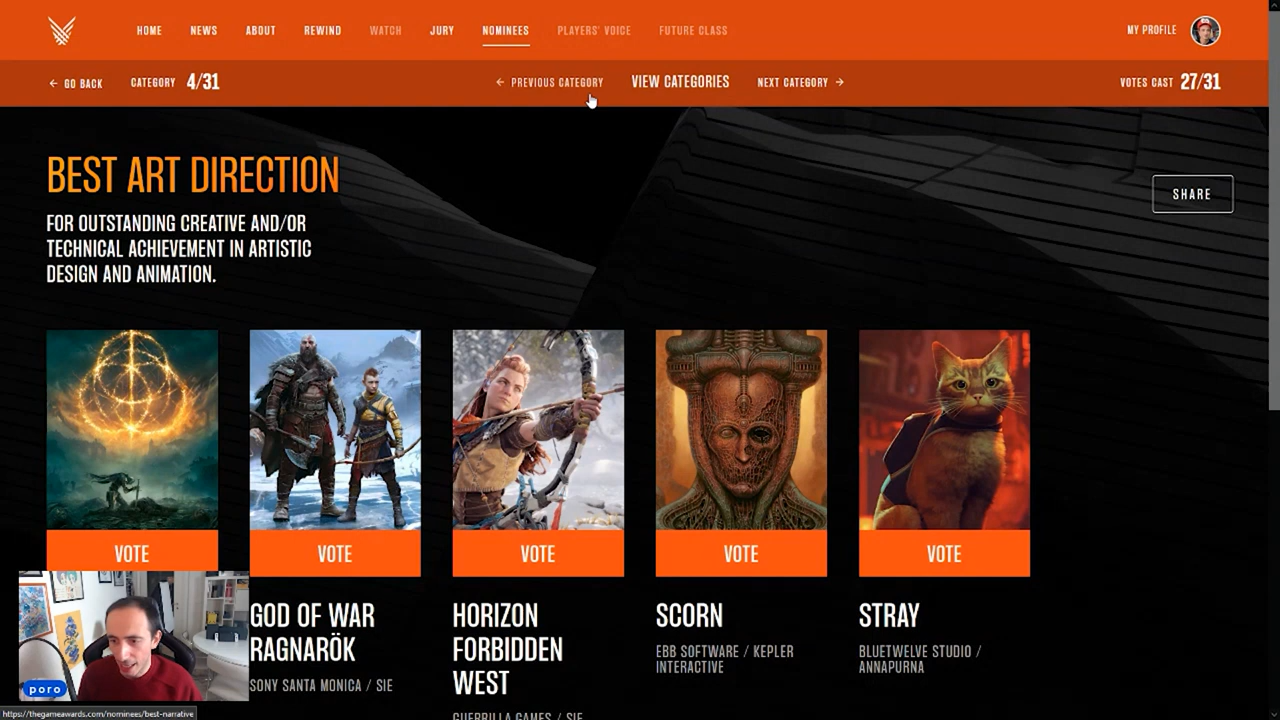 HOME NEWS ABOUT REWIND WATCH JURY NOMINEES PLAYERS' VOICE FUTURE CLASS MY PROFILE
← GO BACK CATEGORY 4/31 ← PREVIOUS CATEGORY VIEW CATEGORIES NEXT CATEGORY → VOTES CAST 27/31
BEST ART DIRECTION
SHARE
FOR OUTSTANDING CREATIVE AND/OR
TECHNICAL ACHIEVEMENT IN ARTISTIC
DESIGN AND ANIMATION.
VOTE VOTE VOTE VOTE VOTE
GOD OF WAR
RAGNARÖK
SONY SANTA MONICA / SIE
HORIZON
FORBIDDEN
WEST
GUERRILLA GAMES / SIE
SCORN
EBB SOFTWARE / KEPLER
INTERACTIVE
STRAY
BLUETWELVE STUDIO /
ANNAPURNA
poro
https://thegameawards.com/nominees/best-narrative